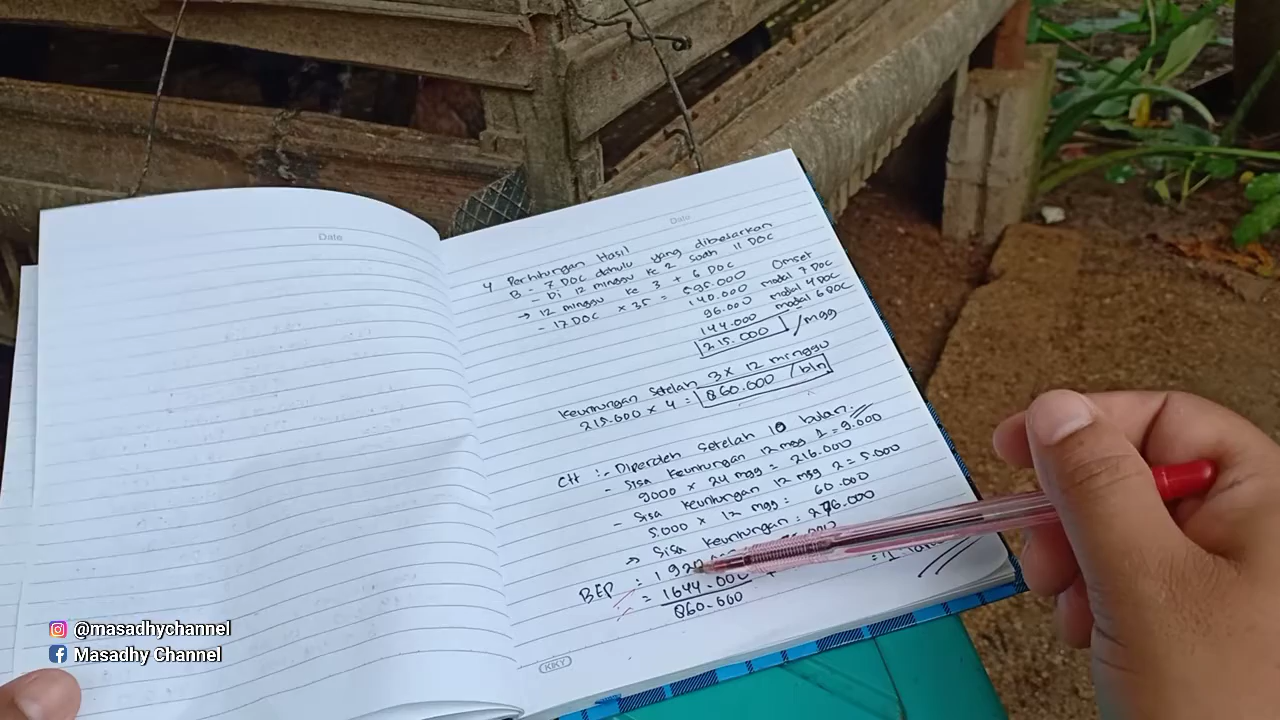 Date
Date
4 Perhitungan Hasil
B = 7 DOC dahulu yang dibesarkan
- Di 12 minggu ke 2 sudh 11 DOC
→ 12 minggu ke 3 + 6 DOC
- 17 DOC x 35 = 595.000 Omset
140.000 modal 7 DOC
96.000 modal 4 DOC
144.000 modal 6 DOC
215.000 / mgg
Keuntungan Setelah 3 x 12 minggu
215.000 x 4 = 860.000 / bln
Ctt :- Diperoleh setelah 10 bulan
- Sisa keuntungan 12 mgg 1 = 9.000
9000 x 24 mgg = 216.000
- Sisa keuntungan 12 mgg 2 = 5.000
5.000 x 12 mgg = 60.000
→ Sisa keuntungan = 276.000
BEP : 192
= 1644.000
860.000
KKY
@masadhychannel
Masadhy Channel